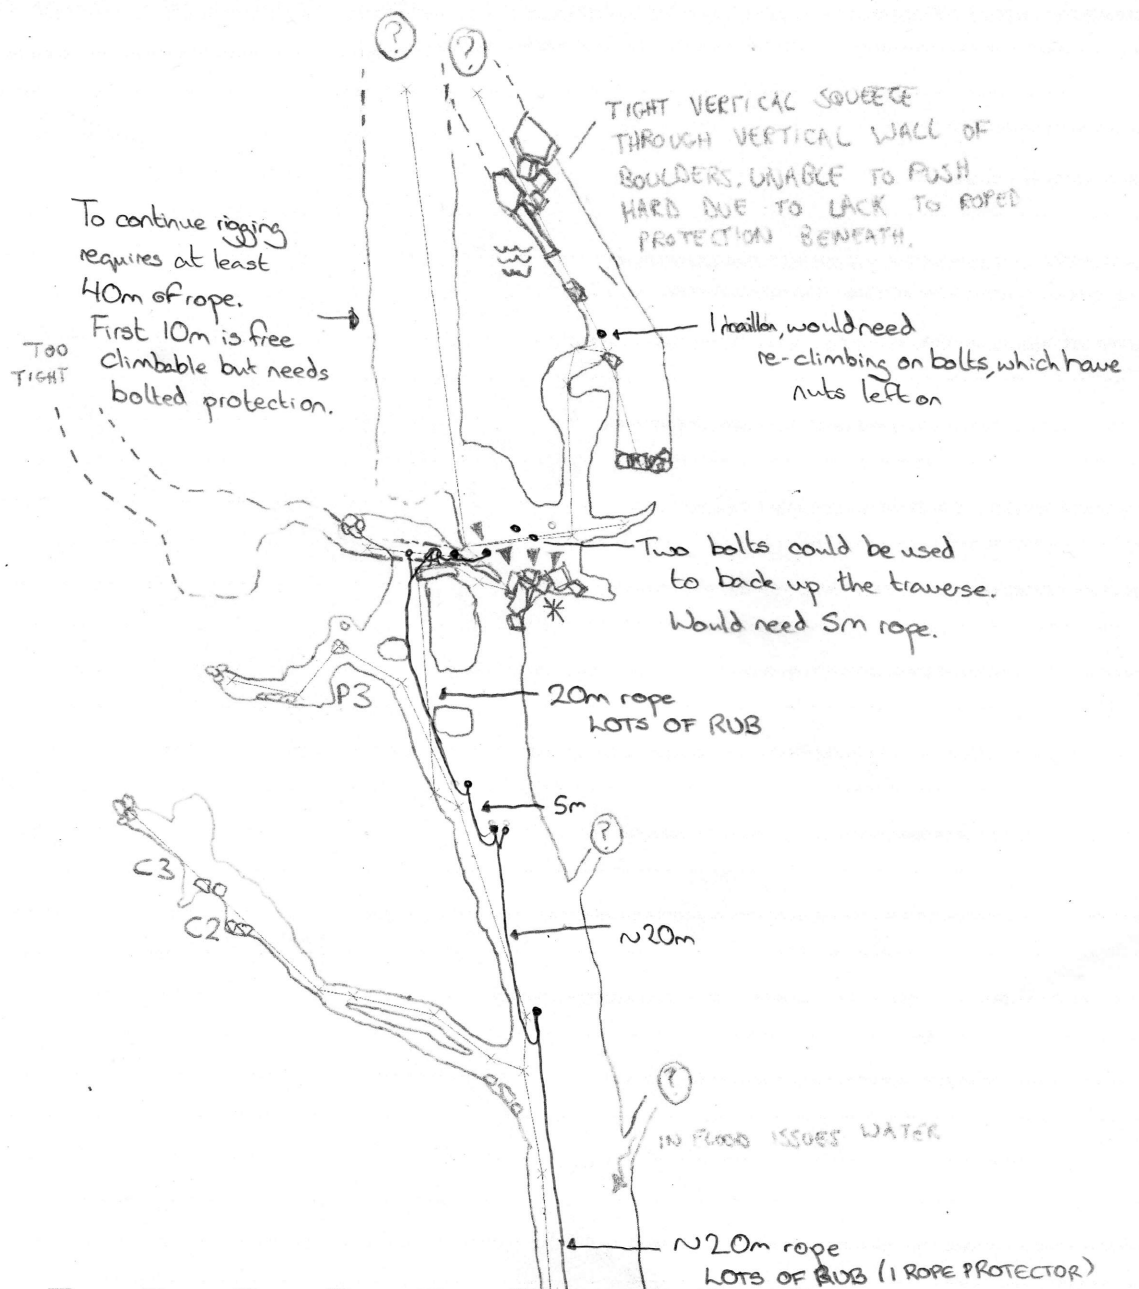 ?
?
TIGHT VERTICAL SQUEEZE
THROUGH VERTICAL WALL OF
BOULDERS. UNABLE TO PUSH
HARD DUE TO LACK TO ROPED
PROTECTION BENEATH.
To continue rigging
requires at least
40m of rope.
First 10m is free
climbable but needs
bolted protection.
TOO
TIGHT
1 maillon, would need
re-climbing on bolts, which have
nuts left on
Two bolts could be used
to back up the traverse.
Would need 5m rope.
P3
20m rope
LOTS OF RUB
5m
?
C3
C2
~20m
?
IN FLOOD ISSUES WATER
~20m rope
LOTS OF RUB (1 ROPE PROTECTOR)